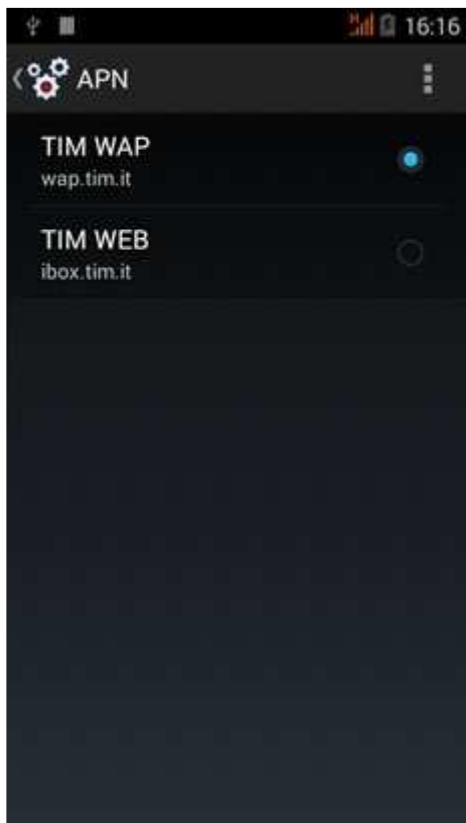 H
16:16
APN
TIM WAP
wap.tim.it
TIM WEB
ibox.tim.it